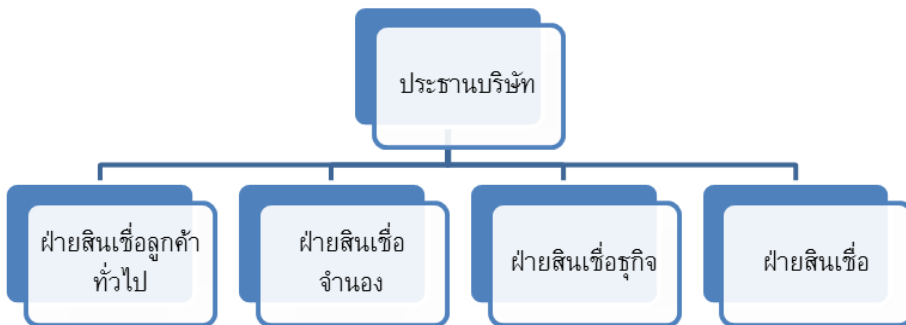 ประธานบริษัท
ฝ่ายสินเชื่อลูกค้า
ทั่วไป
ฝ่ายสินเชื่อ
จำนอง
ฝ่ายสินเชื่อธุกิจ
ฝ่ายสินเชื่อ